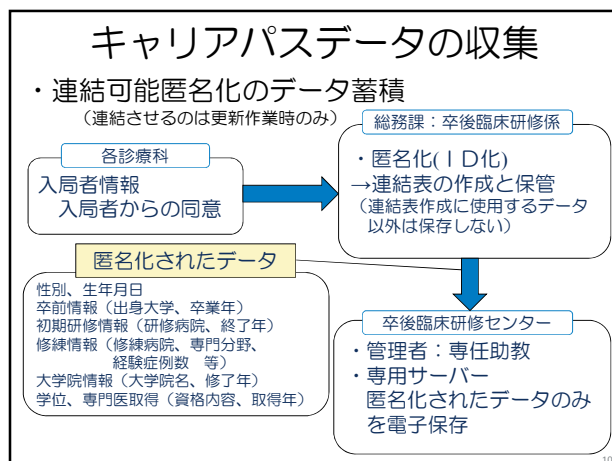 キャリアパスデータの収集
・連結可能匿名化のデータ蓄積
（連結させるのは更新作業時のみ）
各診療科
入局者情報
入局者からの同意
総務課：卒後臨床研修係
・匿名化(ＩＤ化)
→連結表の作成と保管
（連結表作成に使用するデータ
以外は保存しない）
匿名化されたデータ
性別、生年月日
卒前情報（出身大学、卒業年）
初期研修情報（研修病院、終了年）
修練情報（修練病院、専門分野、
経験症例数　等）
大学院情報（大学院名、修了年）
学位、専門医取得（資格内容、取得年）
卒後臨床研修センター
・管理者：専任助教
・専用サーバー
匿名化されたデータのみ
を電子保存